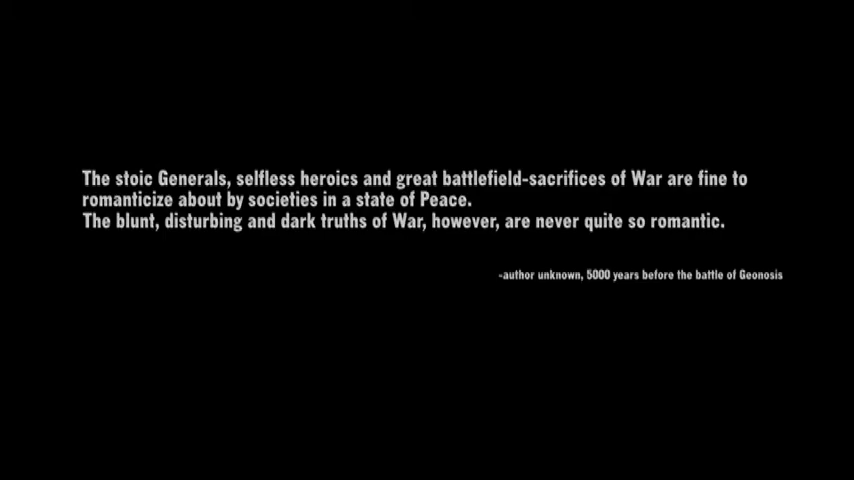 The stoic Generals, selfless heroics and great battlefield-sacrifices of War are fine to
romanticize about by societies in a state of Peace.
The blunt, disturbing and dark truths of War, however, are never quite so romantic.
-author unknown, 5000 years before the battle of Geonosis